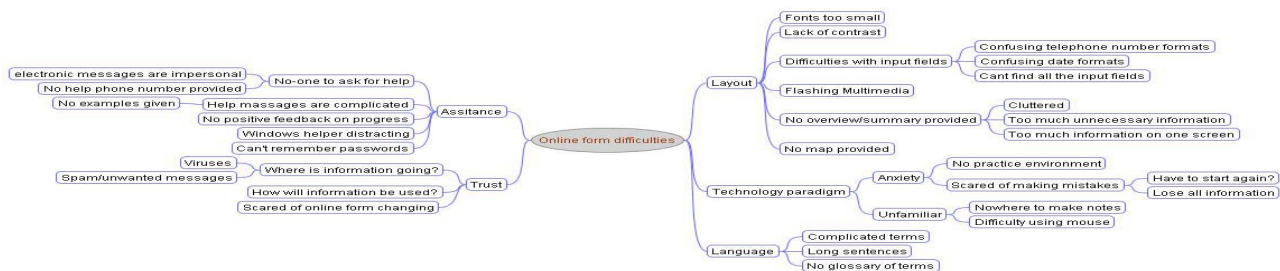 Online form difficulties
Assitance
No-one to ask for help
electronic messages are impersonal
No help phone number provided
Help massages are complicated
No examples given
No positive feedback on progress
Windows helper distracting
Can't remember passwords
Trust
Where is information going?
Viruses
Spam/unwanted messages
How will information be used?
Scared of online form changing
Layout
Fonts too small
Lack of contrast
Difficulties with input fields
Confusing telephone number formats
Confusing date formats
Cant find all the input fields
Flashing Multimedia
No overview/summary provided
Cluttered
Too much unnecessary information
Too much information on one screen
No map provided
Technology paradigm
Anxiety
No practice environment
Scared of making mistakes
Have to start again?
Lose all information
Unfamiliar
Nowhere to make notes
Difficulty using mouse
Language
Complicated terms
Long sentences
No glossary of terms